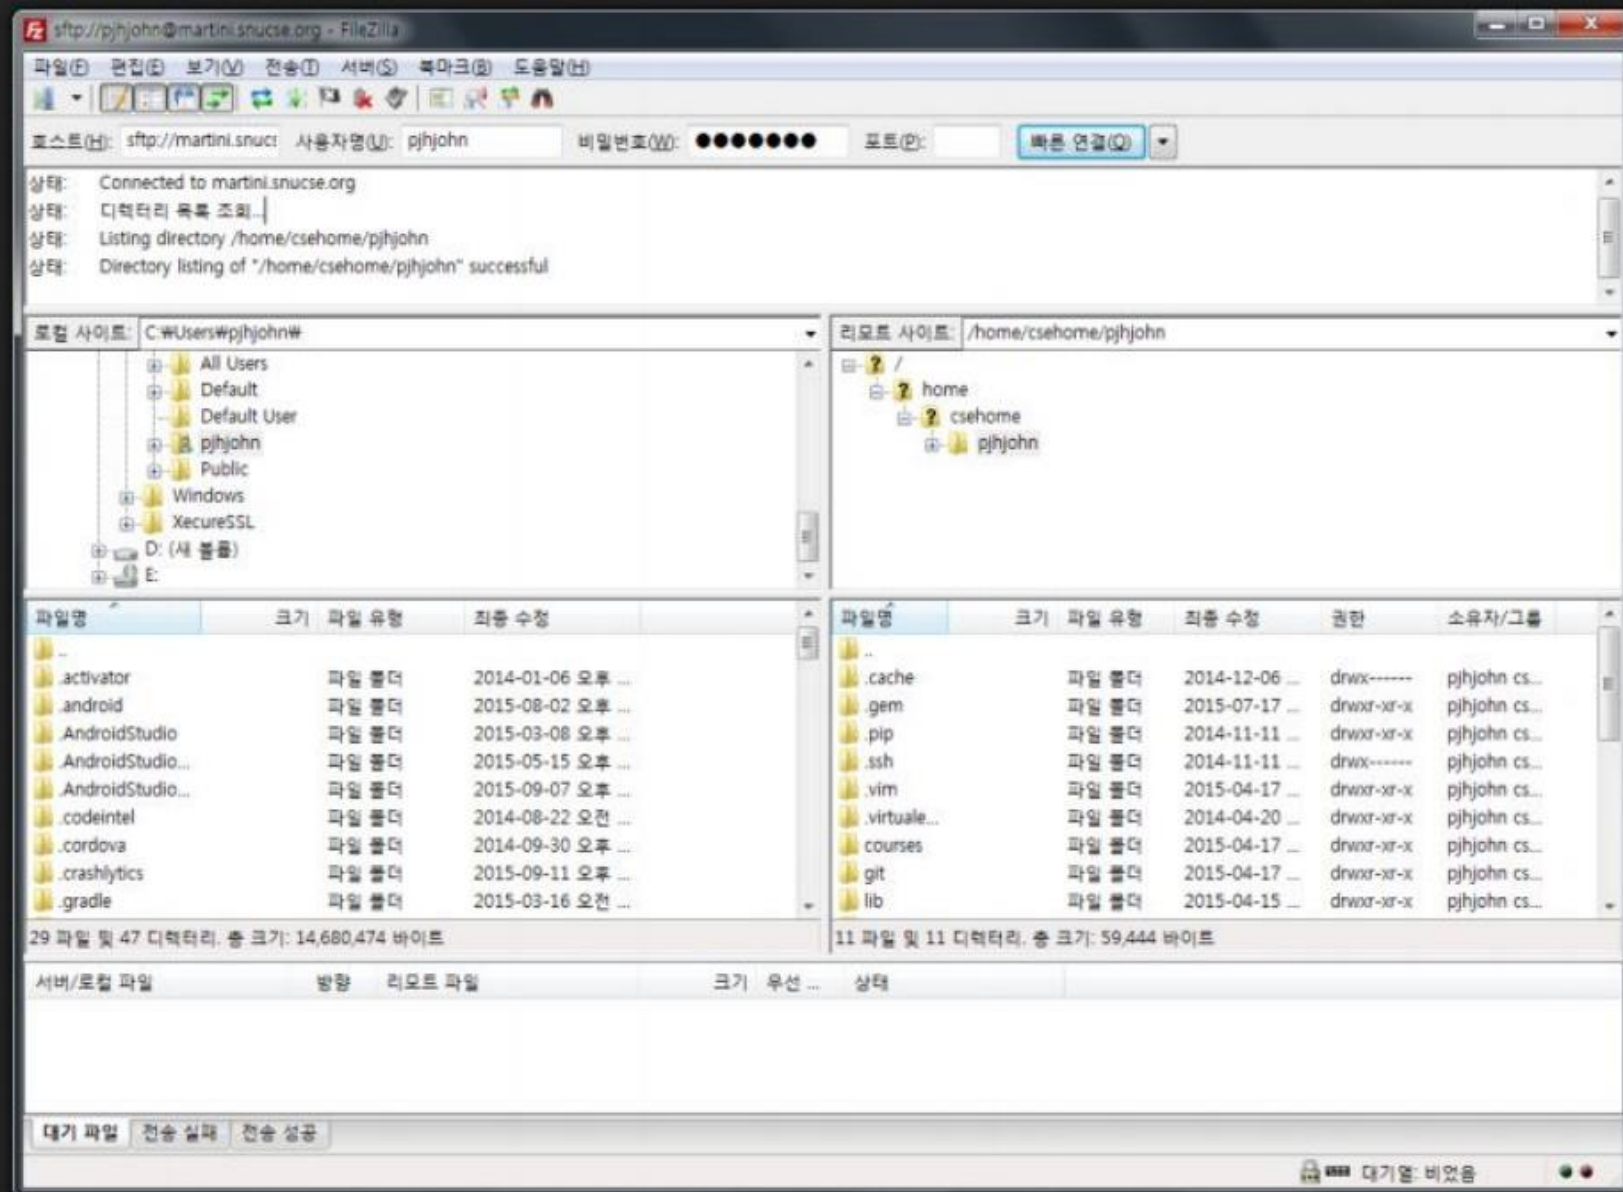 sftp://pjhjohn@martini.snucse.org - FileZilla
파일(F) 편집(E) 보기(V) 전송(T) 서버(S) 북마크(B) 도움말(H)
호스트(H): sftp://martini.snucs 사용자명(U): pjhjohn 비밀번호(W): ●●●●●●● 포트(P): 빠른 연결(Q)
상태: Connected to martini.snucse.org
상태: 디렉터리 목록 조회...
상태: Listing directory /home/csehome/pjhjohn
상태: Directory listing of "/home/csehome/pjhjohn" successful
로컬 사이트: C:₩Users₩pjhjohn₩
All Users
Default
Default User
pjhjohn
Public
Windows
XecureSSL
D: (새 볼륨)
E:
리모트 사이트: /home/csehome/pjhjohn
/
home
csehome
pjhjohn
파일명 크기 파일 유형 최종 수정
..
.activator 파일 폴더 2014-01-06 오후 ...
.android 파일 폴더 2015-08-02 오후 ...
.AndroidStudio 파일 폴더 2015-03-08 오후 ...
.AndroidStudio... 파일 폴더 2015-05-15 오후 ...
.AndroidStudio... 파일 폴더 2015-09-07 오후 ...
.codeintel 파일 폴더 2014-08-22 오전 ...
.cordova 파일 폴더 2014-09-30 오후 ...
.crashlytics 파일 폴더 2015-09-11 오후 ...
.gradle 파일 폴더 2015-03-16 오전 ...
29 파일 및 47 디렉터리. 총 크기: 14,680,474 바이트
파일명 크기 파일 유형 최종 수정 권한 소유자/그룹
..
.cache 파일 폴더 2014-12-06 ... drwx------ pjhjohn cs...
.gem 파일 폴더 2015-07-17 ... drwxr-xr-x pjhjohn cs...
.pip 파일 폴더 2014-11-11 ... drwxr-xr-x pjhjohn cs...
.ssh 파일 폴더 2014-11-11 ... drwx------ pjhjohn cs...
.vim 파일 폴더 2015-04-17 ... drwxr-xr-x pjhjohn cs...
.virtuale... 파일 폴더 2014-04-20 ... drwxr-xr-x pjhjohn cs...
courses 파일 폴더 2015-04-17 ... drwxr-xr-x pjhjohn cs...
git 파일 폴더 2015-04-17 ... drwxr-xr-x pjhjohn cs...
lib 파일 폴더 2015-04-15 ... drwxr-xr-x pjhjohn cs...
11 파일 및 11 디렉터리. 총 크기: 59,444 바이트
서버/로컬 파일 방향 리모트 파일 크기 우선 ... 상태
대기 파일 전송 실패 전송 성공
대기열: 비었음